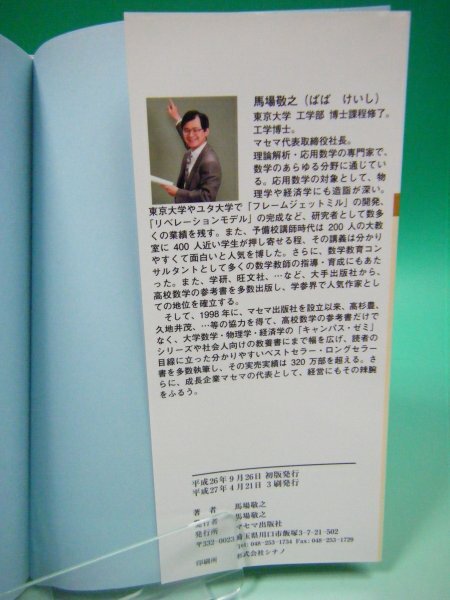 馬場敬之（ばば　けいし）
東京大学 工学部 博士課程修了。
工学博士。
マセマ代表取締役社長。
理論解析・応用数学の専門家で、
数学のあらゆる分野に通じてい
る。応用数学の対象として、物
理学や経済学にも造詣が深い。
東京大学やユタ大学で「フレームジェットミル」の開発、
「リベレーションモデル」の完成など、研究者として数多
くの業績を残す。また、予備校講師時代は 200 人の大教
室に 400 人近い学生が押し寄せる程、その講義は分かり
やすくて面白いと人気を博した。さらに、数学教育コン
サルタントとして多くの数学教師の指導・育成にもあた
った。また、学研、旺文社、…など、大手出版社から、
高校数学の参考書を多数出版し、学参界で人気作家とし
ての地位を確立する。
そして、1998 年に、マセマ出版社を設立以来、高杉豊、
久地井茂、…等の協力を得て、高校数学の参考書だけで
なく、大学数学・物理学・経済学の「キャンパス・ゼミ」
シリーズや社会人向けの教養書にまで幅を広げ、読者の
目線に立った分かりやすいベストセラー・ロングセラー
書を多数執筆し、その実売実績は 320 万部を超える。さ
らに、成長企業マセマの代表として、経営にもその辣腕
をふるう。
平成26年 9 月26日 初版発行
平成27年 4 月21日 3 刷発行
著　者　馬場敬之
発行者　馬場敬之
発行所　マセマ出版社
〒332-0023 埼玉県川口市飯塚3-7-21-502
Tel 048-253-1734 Fax 048-253-1729
印刷所　株式会社シナノ